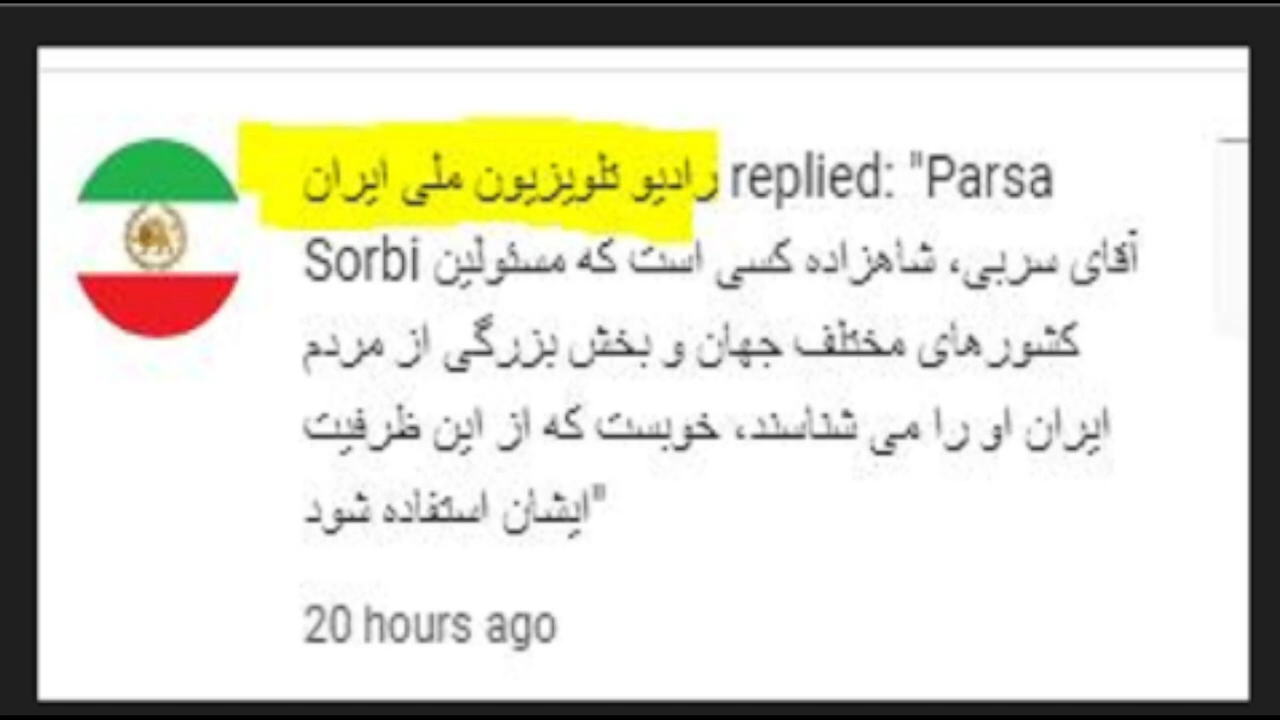 رادیو تلویزیون ملی ایران replied: "Parsa
Sorbi آقای سربی، شاهزاده کسی است که مسئولین
کشورهای مختلف جهان و بخش بزرگی از مردم
ایران او را می شناسند، خوبست که از این ظرفیت
ایشان استفاده شود"
20 hours ago